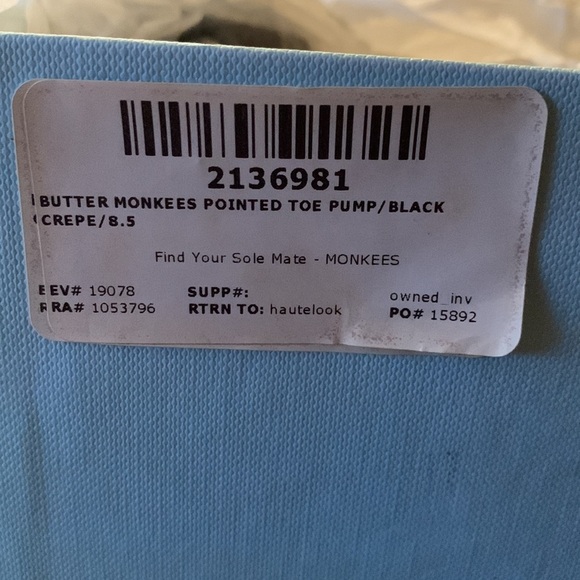 2136981
BUTTER MONKEES POINTED TOE PUMP/BLACK
CREPE/8.5
Find Your Sole Mate - MONKEES
EV# 19078 SUPP#: owned_inv
RA# 1053796 RTRN TO: hautelook PO# 15892